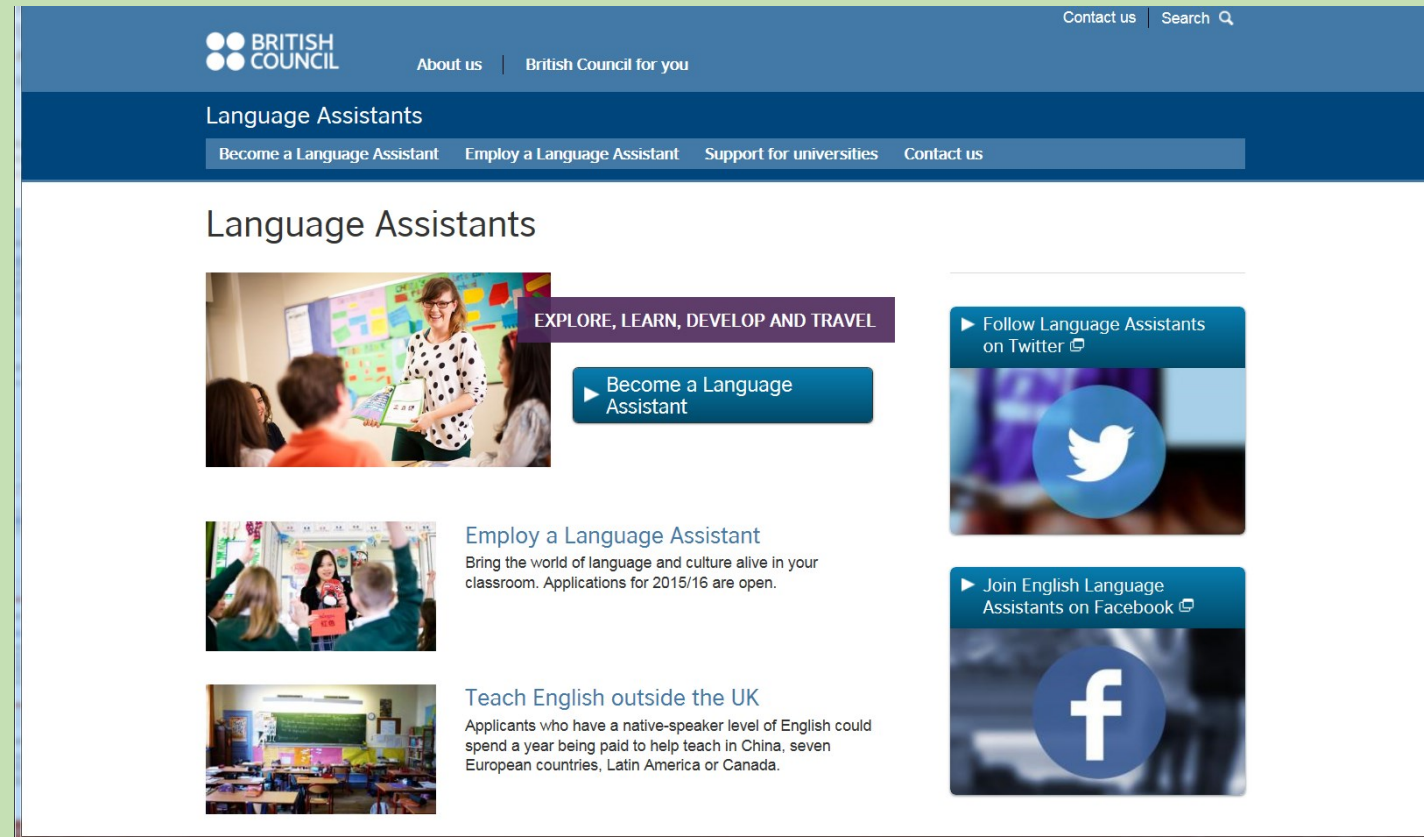 Contact us
Search
BRITISH
COUNCIL
About us
British Council for you
Language Assistants
Become a Language Assistant
Employ a Language Assistant
Support for universities
Contact us
Language Assistants
EXPLORE, LEARN, DEVELOP AND TRAVEL
Become a Language
Assistant
Employ a Language Assistant
Bring the world of language and culture alive in your
classroom. Applications for 2015/16 are open.
Teach English outside the UK
Applicants who have a native-speaker level of English could
spend a year being paid to help teach in China, seven
European countries, Latin America or Canada.
Follow Language Assistants
on Twitter
Join English Language
Assistants on Facebook